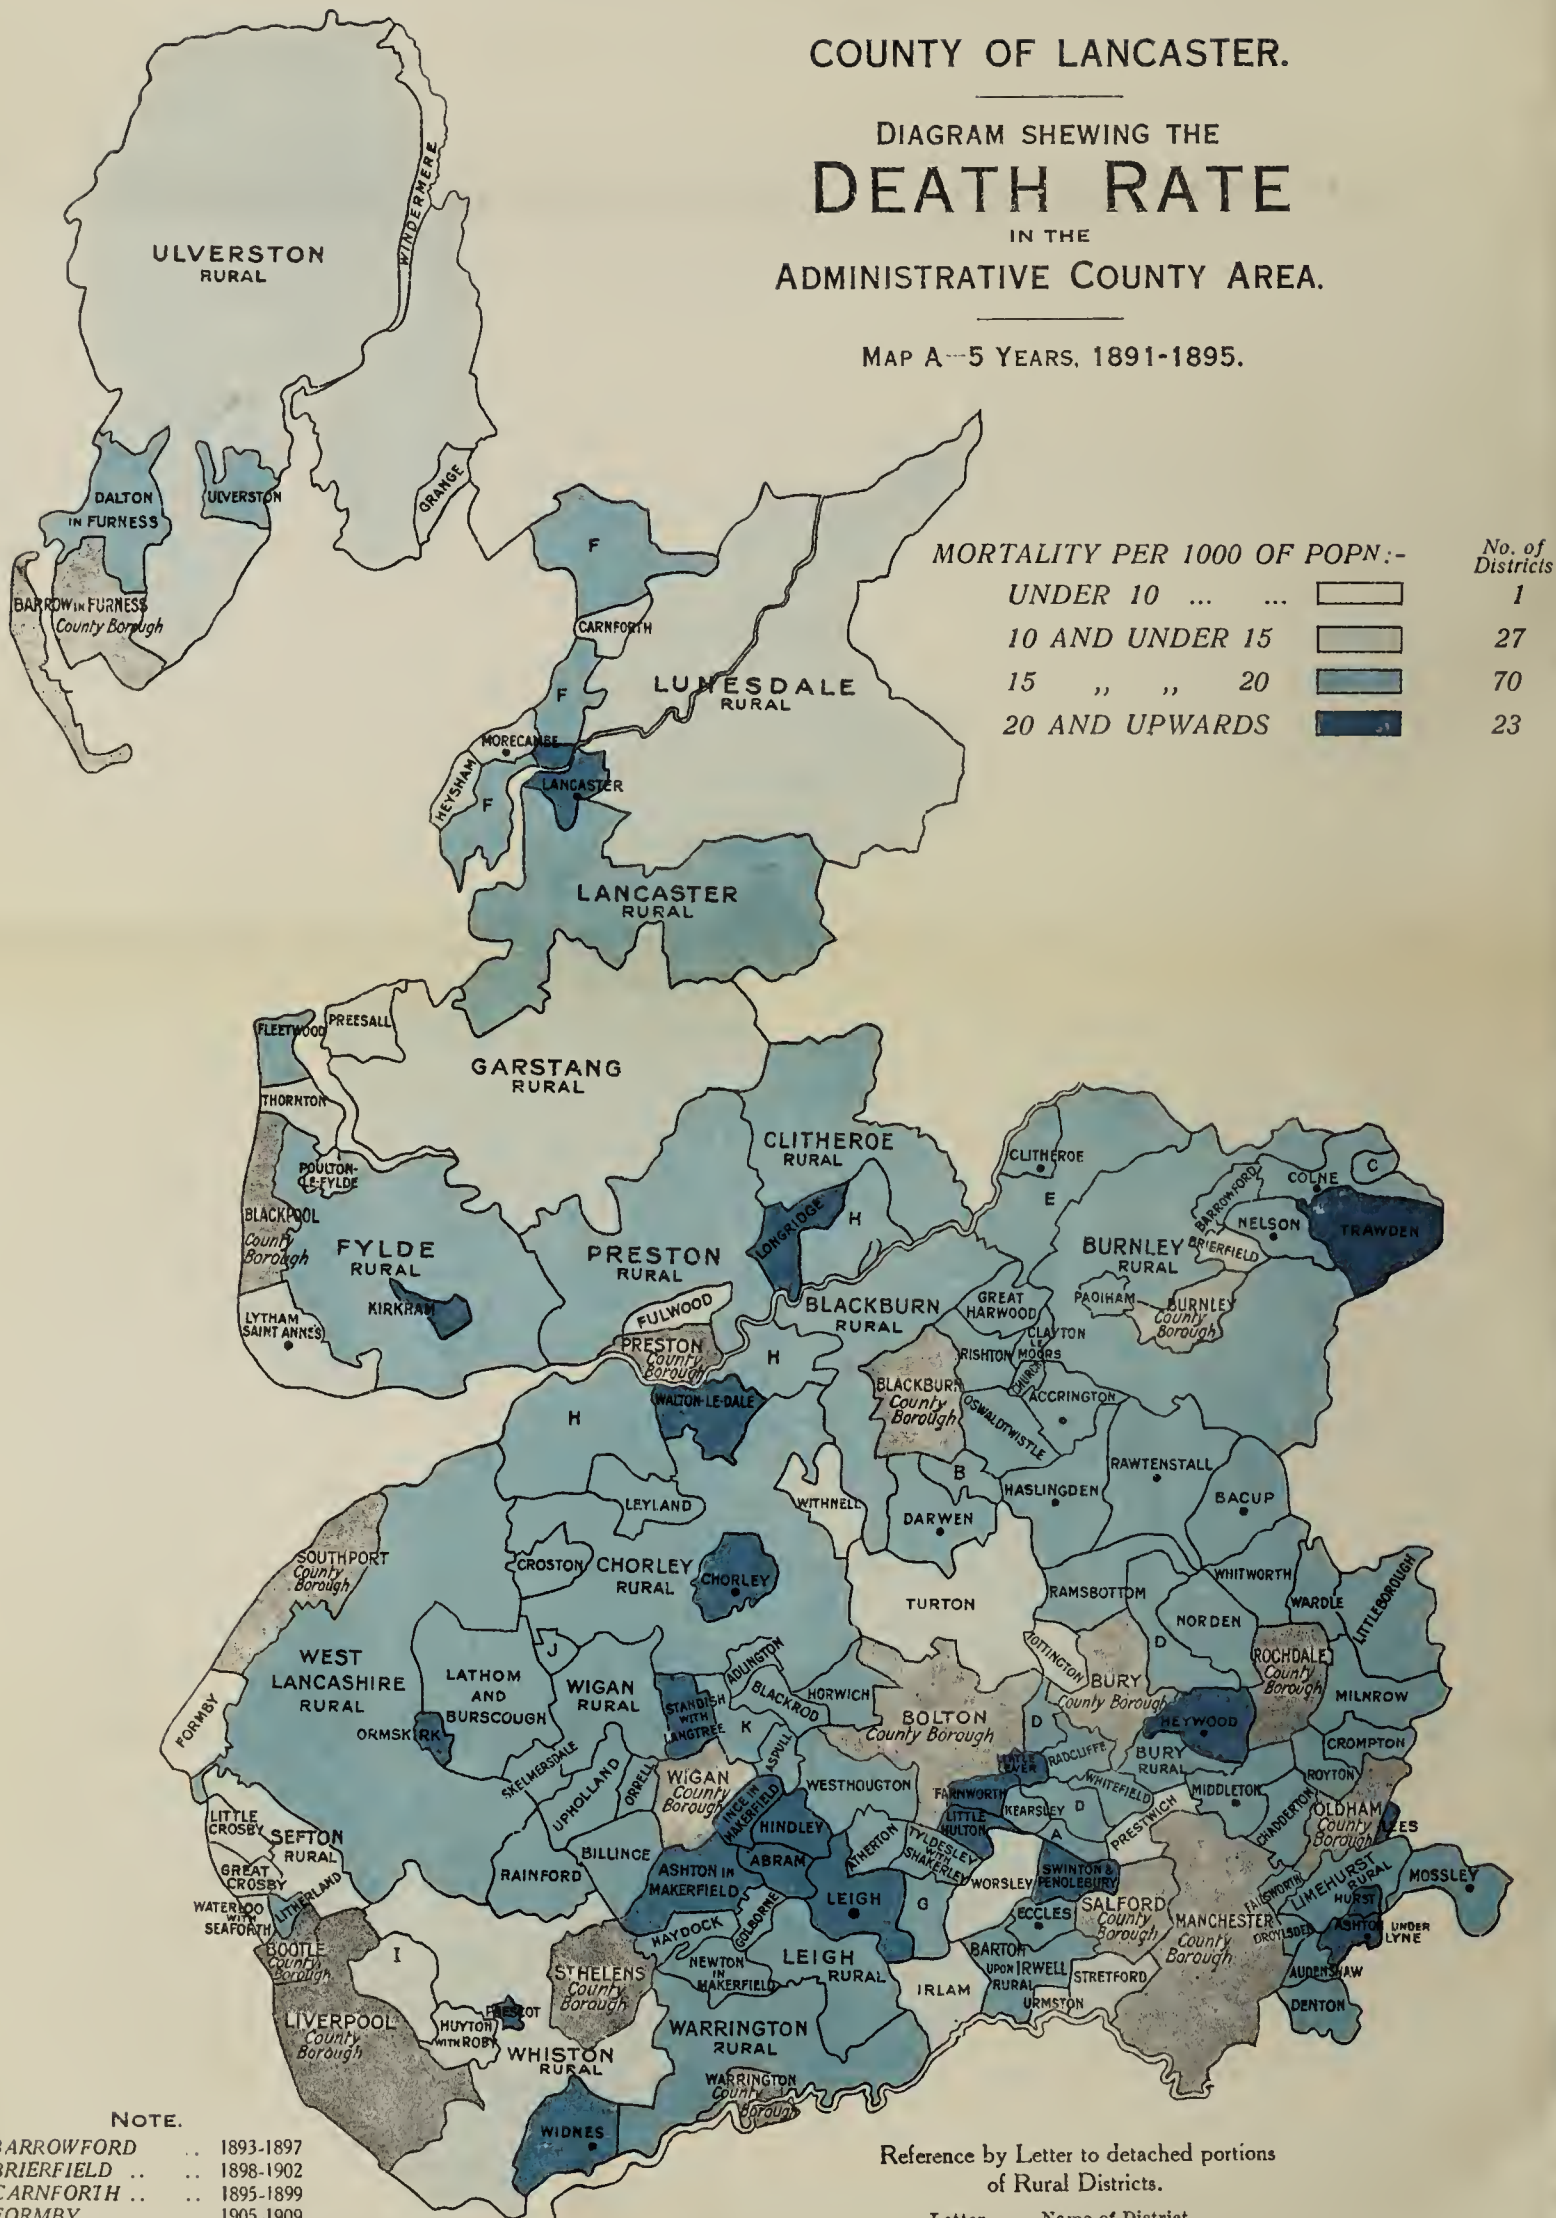 COUNTY OF LANCASTER.
DIAGRAM SHEWING THE
DEATH RATE
IN THE
ADMINISTRATIVE COUNTY AREA.
MAP A—5 YEARS, 1891-1895.
MORTALITY PER 1000 OF POPN:-
No. of
Districts
UNDER 10 ... ... 1
10 AND UNDER 15 27
15 ,, ,, 20 70
20 AND UPWARDS 23
WINDERMERE
ULVERSTON
RURAL
GRANGE
DALTON
IN FURNESS
ULVERSTON
BARROW IN FURNESS
County Borough
F
CARNFORTH
F
LUNESDALE
RURAL
MORECAMBE
HEYSHAM
F
LANCASTER
LANCASTER
RURAL
FLEETWOOD
PREESALL
GARSTANG
RURAL
THORNTON
POULTON-
LE-FYLDE
BLACKPOOL
County
Borough
FYLDE
RURAL
KIRKHAM
LYTHAM
SAINT ANNES
PRESTON
RURAL
FULWOOD
PRESTON
County
Borough
CLITHEROE
RURAL
LONGRIDGE
H
CLITHEROE
E
BLACKBURN
RURAL
H
WALTON-LE-DALE
H
BURNLEY
RURAL
BARROWFORD
COLNE
C
NELSON
BRIERFIELD
TRAWDEN
PADIHAM
BURNLEY
County
Borough
GREAT
HARWOOD
CLAYTON
LE
MOORS
RISHTON
CHURCH
ACCRINGTON
OSWALDTWISTLE
BLACKBURN
County
Borough
B
HASLINGDEN
RAWTENSTALL
BACUP
DARWEN
WITHNELL
LEYLAND
CROSTON
CHORLEY
RURAL
CHORLEY
SOUTHPORT
County
Borough
TURTON
RAMSBOTTOM
WHITWORTH
WARDLE
LITTLEBOROUGH
NORDEN
D
TOTTINGTON
BURY
County Borough
ROCHDALE
County
Borough
MILNROW
WEST
LANCASHIRE
RURAL
FORMBY
ORMSKIRK
LATHOM
AND
BURSCOUGH
J
WIGAN
RURAL
STANDISH
WITH
LANGTREE
ADLINGTON
BLACKROD
HORWICH
K
ASPULL
BOLTON
County Borough
D
HEYWOOD
CROMPTON
ROYTON
LITTLE
LEVER
RADCLIFFE
BURY
RURAL
WHITEFIELD
D
MIDDLETON
SKELMERSDALE
UPHOLLAND
ORRELL
WIGAN
County
Borough
INCE IN
MAKERFIELD
HINDLEY
WESTHOUGTON
FARNWORTH
LITTLE
HULTON
KEARSLEY
A
PRESTWICH
CHADDERTON
OLDHAM
County
Borough
LEES
LITTLE
CROSBY
SEFTON
RURAL
GREAT
CROSBY
LITHERLAND
WATERLOO
WITH
SEAFORTH
RAINFORD
BILLINCE
ASHTON IN
MAKERFIELD
ABRAM
ATHERTON
TYLDESLEY
WITH
SHAKERLEY
LEIGH
G
WORSLEY
SWINTON &
PENDLEBURY
ECCLES
SALFORD
County
Borough
MANCHESTER
County
Borough
FAILSWORTH
DROYLSDEN
LIMEHURST
RURAL
HURST
ASHTON UNDER
LYNE
MOSSLEY
AUDENSHAW
DENTON
HAYDOCK
GOLBORNE
NEWTON
IN
MAKERFIELD
LEIGH
RURAL
BARTON
UPON IRWELL
RURAL
STRETFORD
URMSTON
IRLAM
BOOTLE
County
Borough
I
ST HELENS
County
Borough
PRESCOT
HUYTON
WITH ROBY
LIVERPOOL
County
Borough
WHISTON
RURAL
WARRINGTON
RURAL
WARRINGTON
County
Borough
WIDNES
NOTE.
BARROWFORD .. 1893-1897
BRIERFIELD .. .. 1898-1902
CARNFORTH .. .. 1895-1899
FORMBY 1905-1909
Reference by Letter to detached portions
of Rural Districts.
Letter Name of District